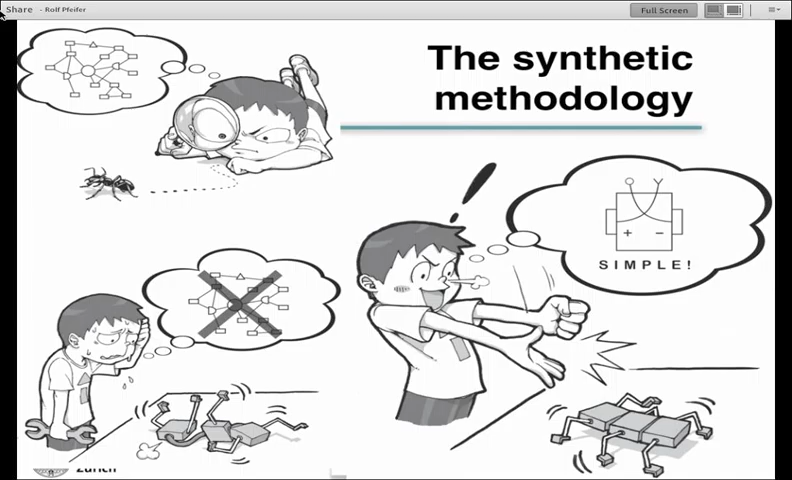 Share - Rolf Pfeifer
Full Screen
The synthetic
methodology
+ -
SIMPLE!
Zurich